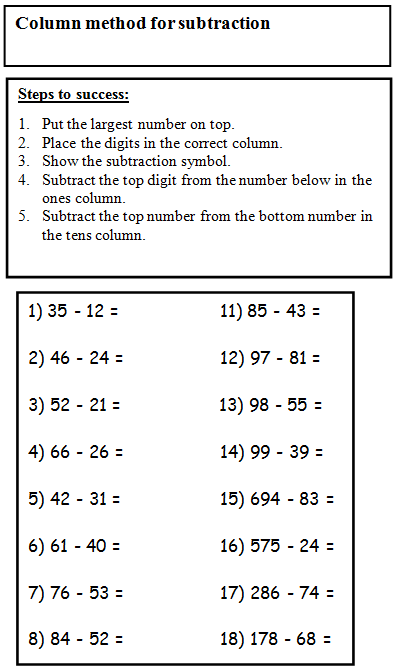 Column method for subtraction
Steps to success:
1. Put the largest number on top.
2. Place the digits in the correct column.
3. Show the subtraction symbol.
4. Subtract the top digit from the number below in the
ones column.
5. Subtract the top number from the bottom number in
the tens column.
1) 35 - 12 =
2) 46 - 24 =
3) 52 - 21 =
4) 66 - 26 =
5) 42 - 31 =
6) 61 - 40 =
7) 76 - 53 =
8) 84 - 52 =
11) 85 - 43 =
12) 97 - 81 =
13) 98 - 55 =
14) 99 - 39 =
15) 694 - 83 =
16) 575 - 24 =
17) 286 - 74 =
18) 178 - 68 =